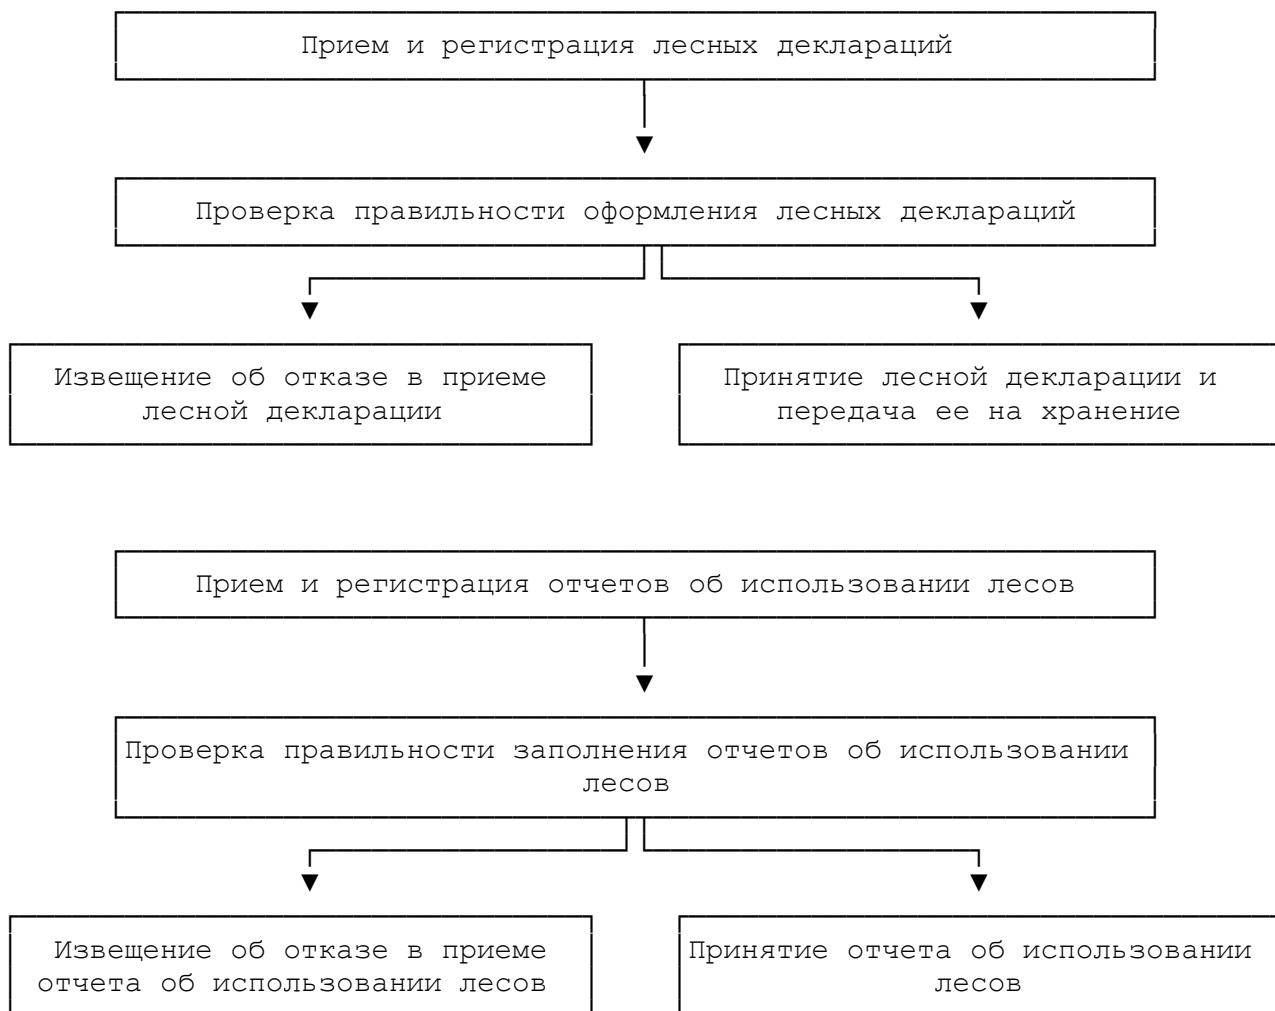 Прием и регистрация лесных деклараций
Проверка правильности оформления лесных деклараций
Извещение об отказе в приеме
лесной декларации
Принятие лесной декларации и
передача ее на хранение
Прием и регистрация отчетов об использовании лесов
Проверка правильности заполнения отчетов об использовании
лесов
Извещение об отказе в приеме
отчета об использовании лесов
Принятие отчета об использовании
лесов